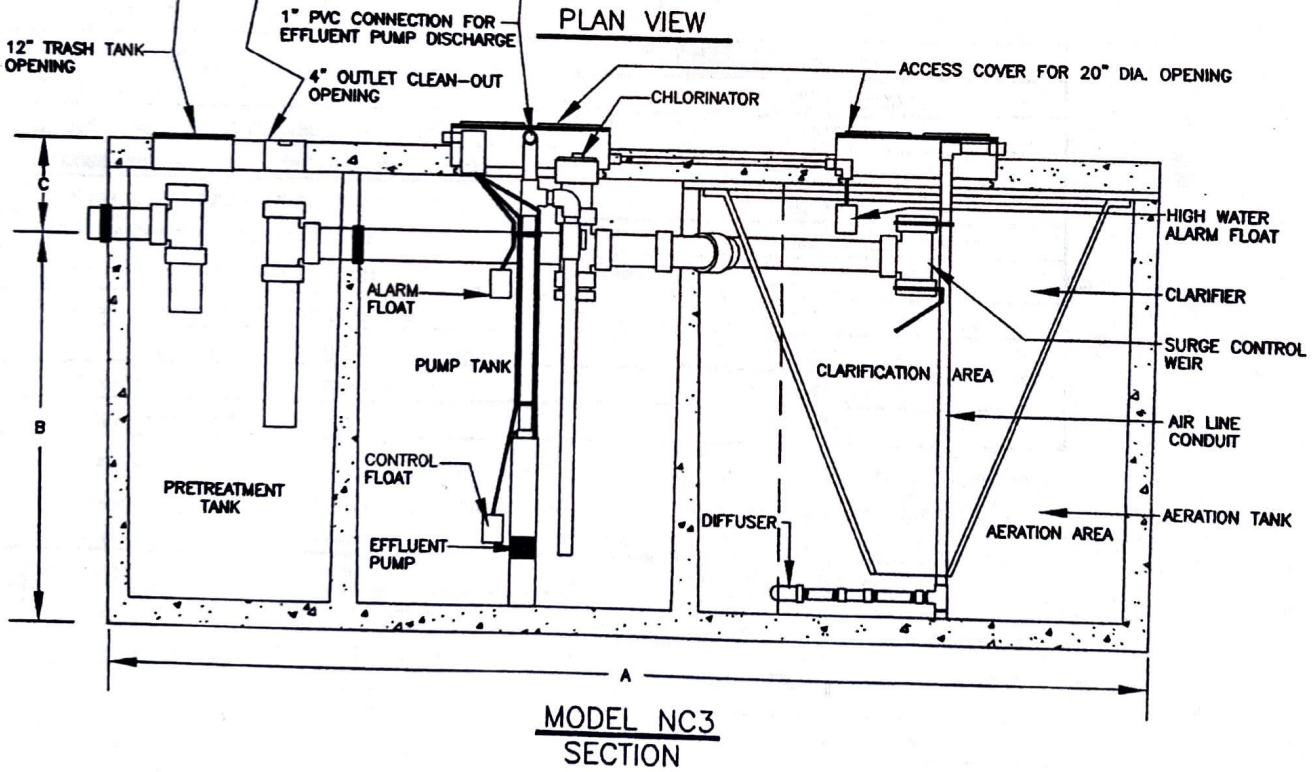 PLAN VIEW
1" PVC CONNECTION FOR
EFFLUENT PUMP DISCHARGE
12" TRASH TANK
OPENING
4" OUTLET CLEAN-OUT
OPENING
CHLORINATOR
ACCESS COVER FOR 20" DIA. OPENING
C
HIGH WATER
ALARM FLOAT
ALARM
FLOAT
CLARIFIER
PUMP TANK
CLARIFICATION AREA
SURGE CONTROL
WEIR
B
AIR LINE
CONDUIT
CONTROL
FLOAT
PRETREATMENT
TANK
DIFFUSER
AERATION AREA
AERATION TANK
EFFLUENT
PUMP
A
MODEL NC3
SECTION